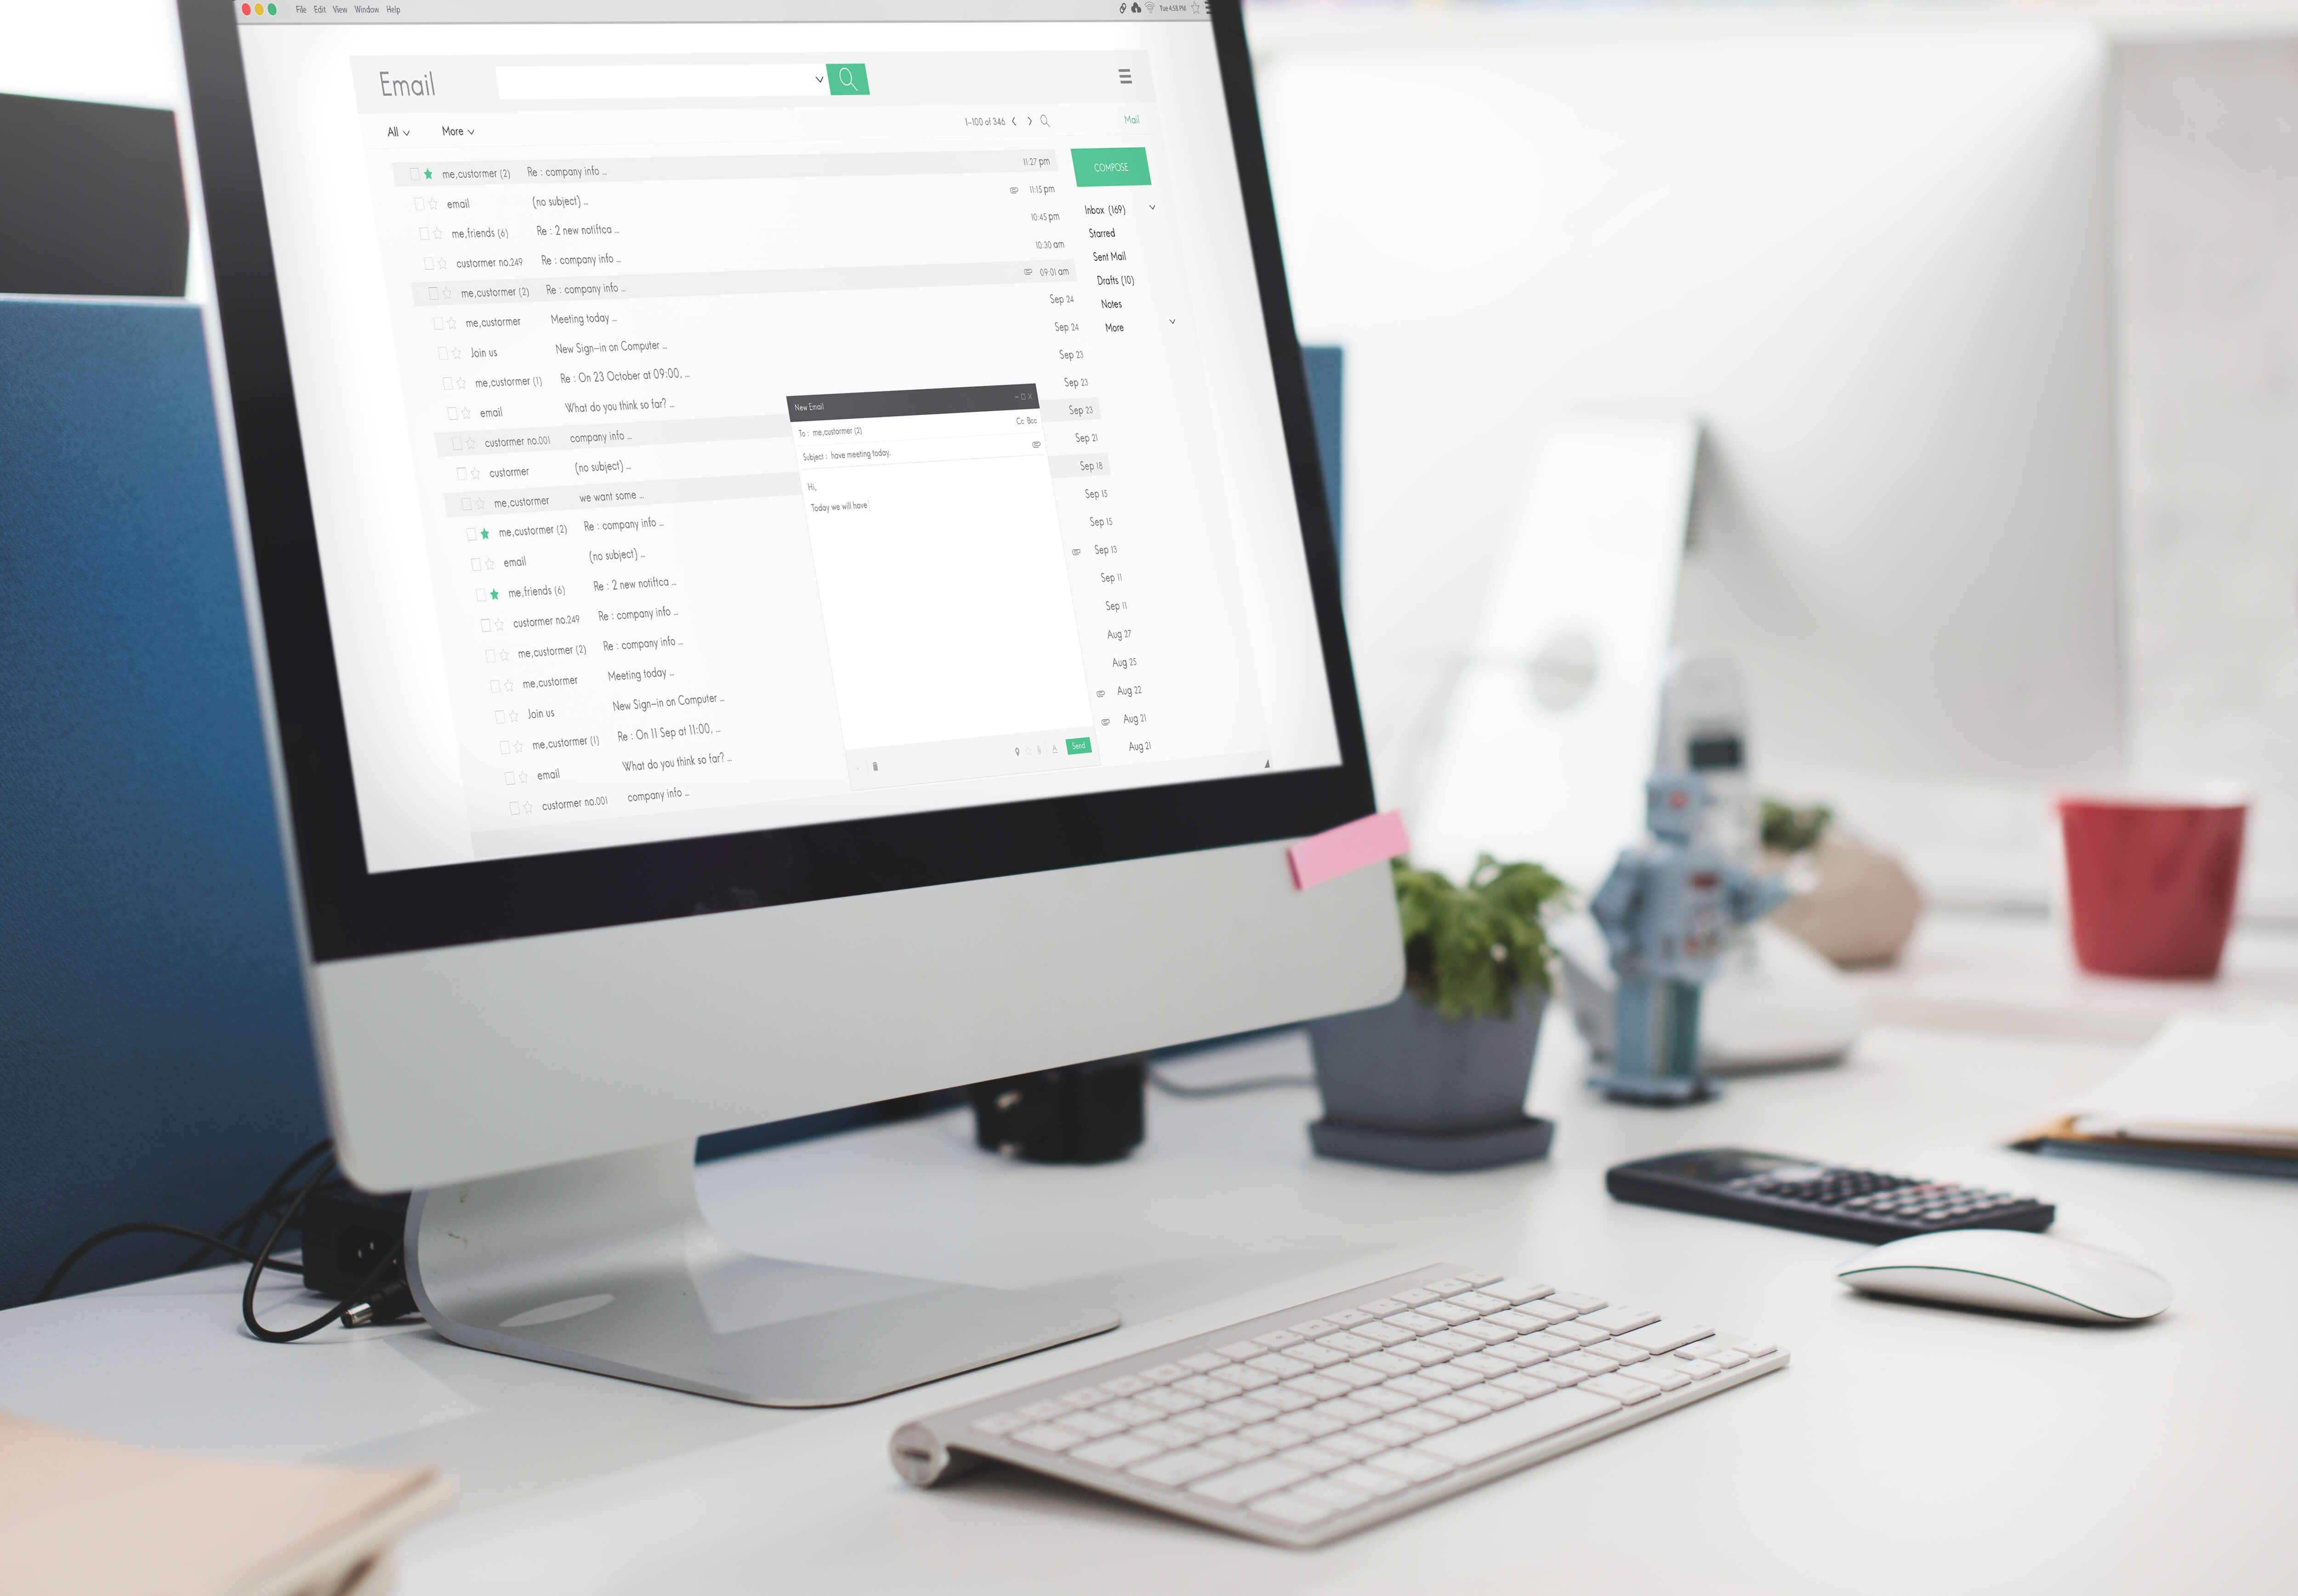 File Edit View Window Help
Tue 4:58 PM
Email
All More 1-100 of 346 Mail
COMPOSE
Inbox (169)
Starred
Sent Mail
Drafts (10)
Notes
More
me,custormer (2) Re : company info ... 11:27 pm
email (no subject) ... 11:15 pm
me,friends (6) Re : 2 new notiftca ... 10:45 pm
custormer no.249 Re : company info ... 10:30 am
me,custormer (2) Re : company info ... 09:01 am
me,custormer Meeting today ... Sep 24
Join us New Sign-in on Computer ... Sep 24
me,custormer (1) Re : On 23 October at 09:00, ... Sep 23
email What do you think so far? ... Sep 23
custormer no.001 company info ... Sep 23
custormer (no subject) ... Sep 21
me,custormer we want some ... Sep 18
me,custormer (2) Re : company info ... Sep 15
email (no subject) ... Sep 15
me,friends (6) Re : 2 new notiftca ... Sep 13
custormer no.249 Re : company info ... Sep 11
me,custormer (2) Re : company info ... Sep 11
me,custormer Meeting today ... Aug 27
Join us New Sign-in on Computer ... Aug 25
me,custormer (1) Re : On 11 Sep at 11:00, ... Aug 22
email What do you think so far? ... Aug 21
custormer no.001 company info ... Aug 21
New Email
To : me,custormer (2) Cc Bcc
Subject : have meeting today.
Hi,
Today we will have
Send